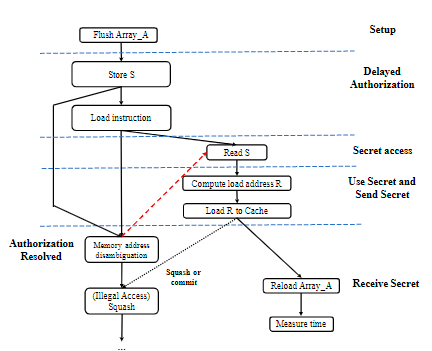 Flush Array_A
Setup
Store S
Delayed
Authorization
Load instruction
Read S
Secret access
Compute load address R
Use Secret and
Send Secret
Load R to Cache
Authorization
Resolved
Memory address
disambiguation
Squash or
commit
(Illegal Access)
Squash
Reload Array_A
Receive Secret
Measure time
...